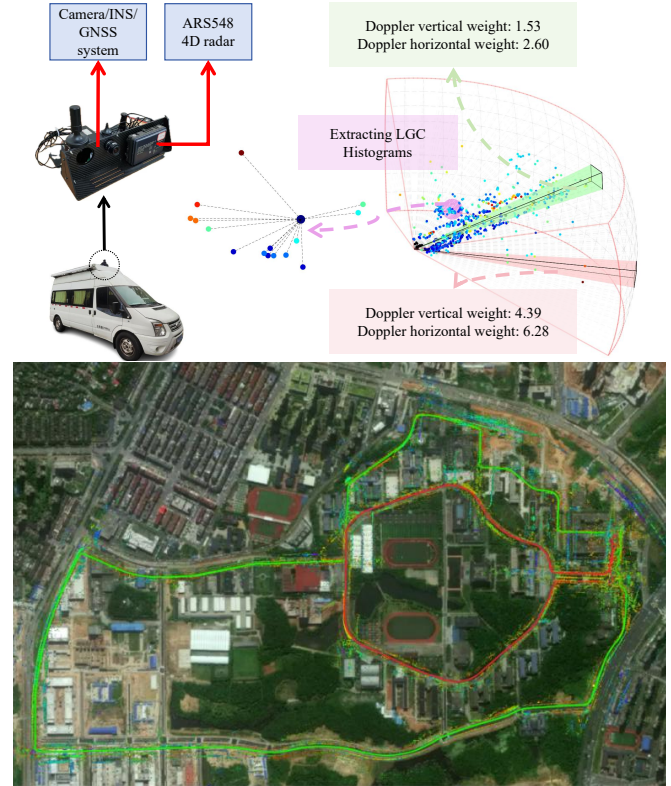 Camera/INS/
GNSS
system
ARS548
4D radar
Doppler vertical weight: 1.53
Doppler horizontal weight: 2.60
Extracting LGC
Histograms
Doppler vertical weight: 4.39
Doppler horizontal weight: 6.28